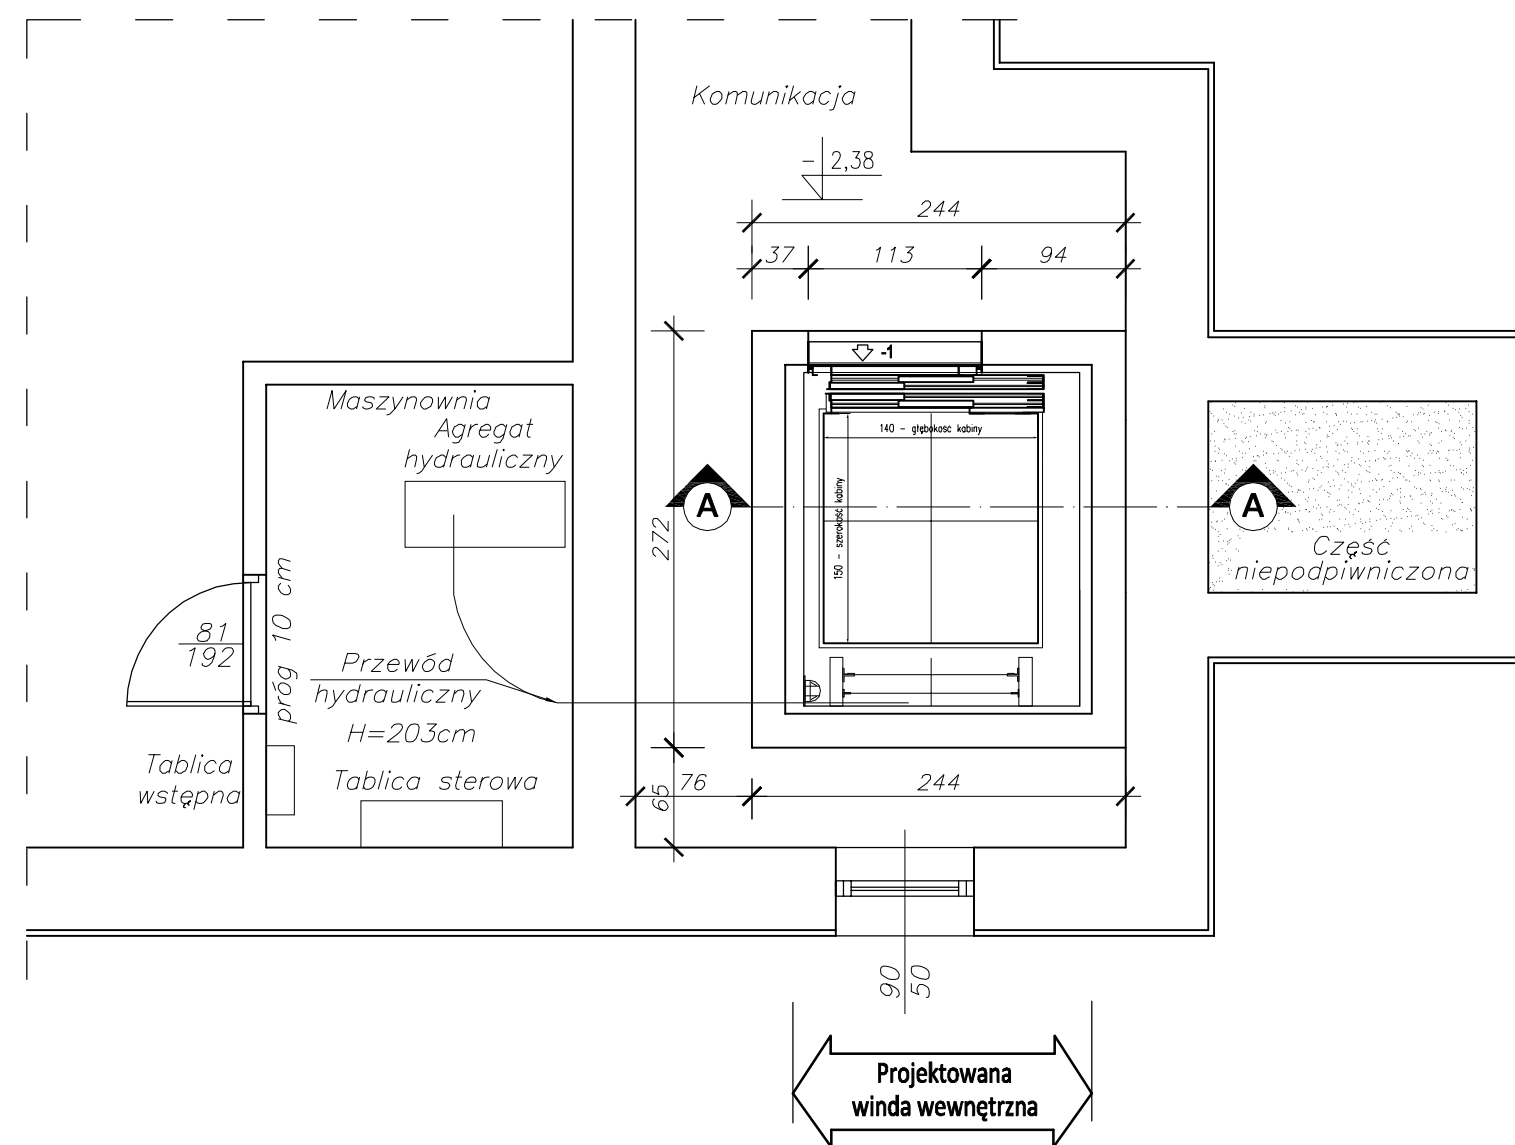 Komunikacja
- 2,38
244
37
113
94
-1
Maszynownia
Agregat
hydrauliczny
140 - głębokosc kabiny
150 - szerokość kabiny
A
A
272
Część
niepodpiwniczona
81
192
próg 10 cm
Przewód
hydrauliczny
H=203cm
Tablica
wstępna
Tablica sterowa
65
76
244
90
50
Projektowana
winda wewnętrzna